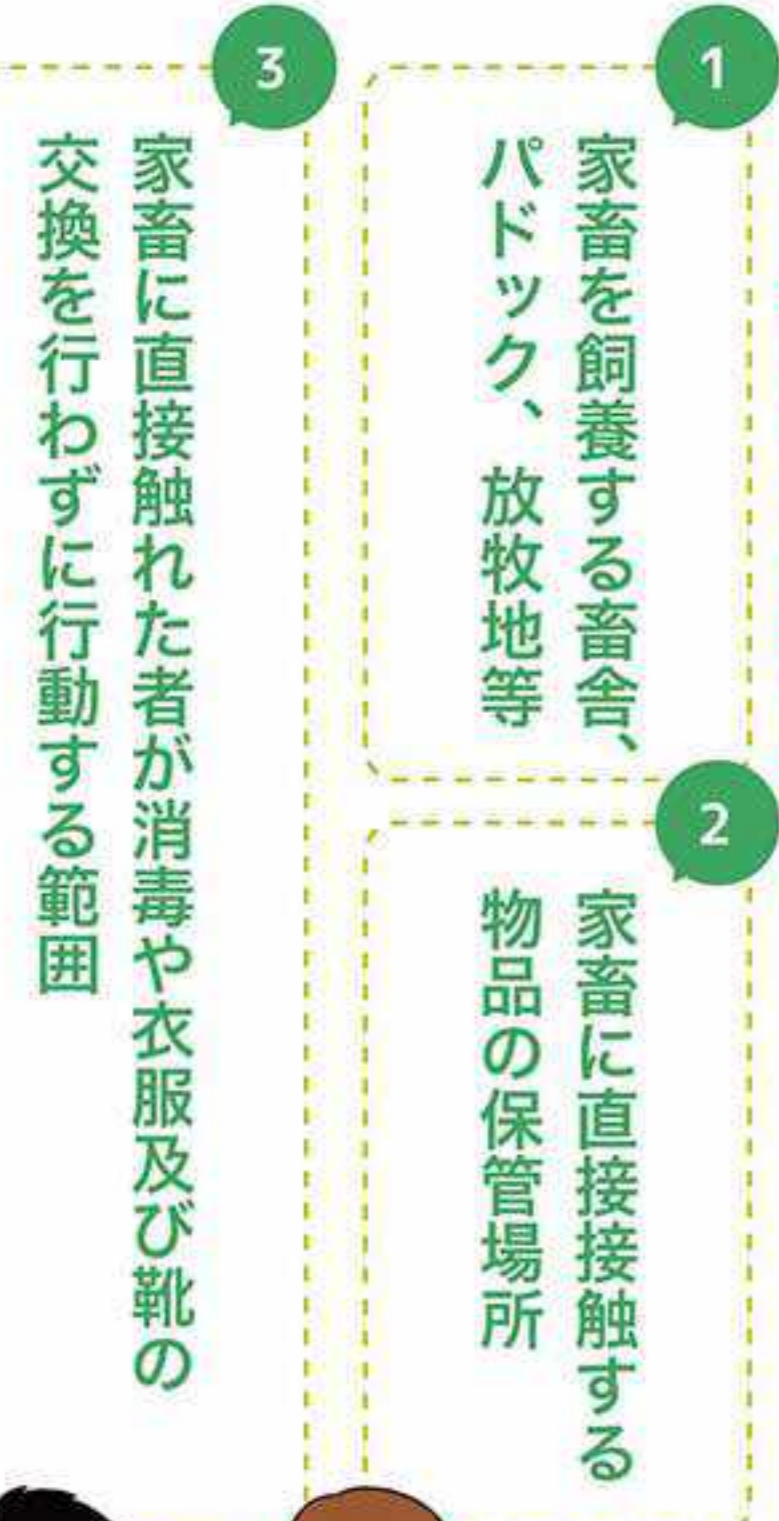 1
家畜を飼養する畜舎、
パドック、放牧地等
2
家畜に直接接触する
物品の保管場所
3
家畜に直接触れた者が消毒や衣服及び靴の
交換を行わずに行動する範囲